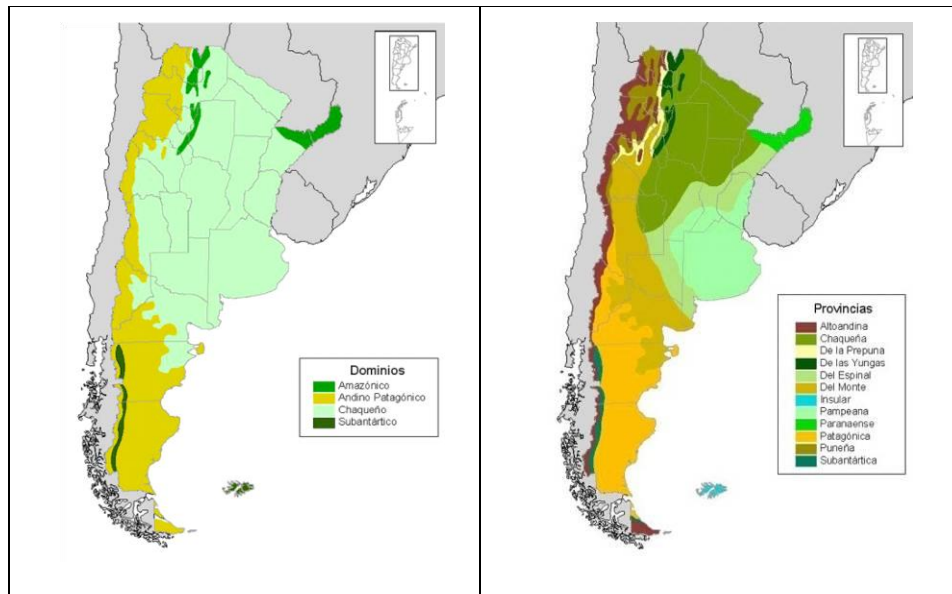 Dominios
Amazónico
Andino Patagónico
Chaqueño
Subantártico
Provincias
Altoandina
Chaqueña
De la Prepuna
De las Yungas
Del Espinal
Del Monte
Insular
Pampeana
Paranaense
Patagónica
Puneña
Subantártica